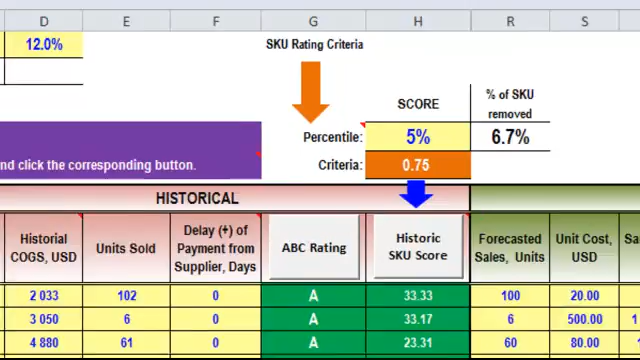 D E F G H R S
12.0% SKU Rating Criteria
SCORE % of SKU
removed
Percentile: 5% 6.7%
nd click the corresponding button. Criteria: 0.75
HISTORICAL
Historial
COGS, USD
Units Sold
Delay (+) of
Payment from
Supplier, Days
ABC Rating
Historic
SKU Score
Forecasted
Sales, Units
Unit Cost,
USD
2 033 102 0 A 33.33 100 20.00
3 050 6 0 A 33.17 6 500.00 1
4 880 61 0 A 23.31 60 80.00